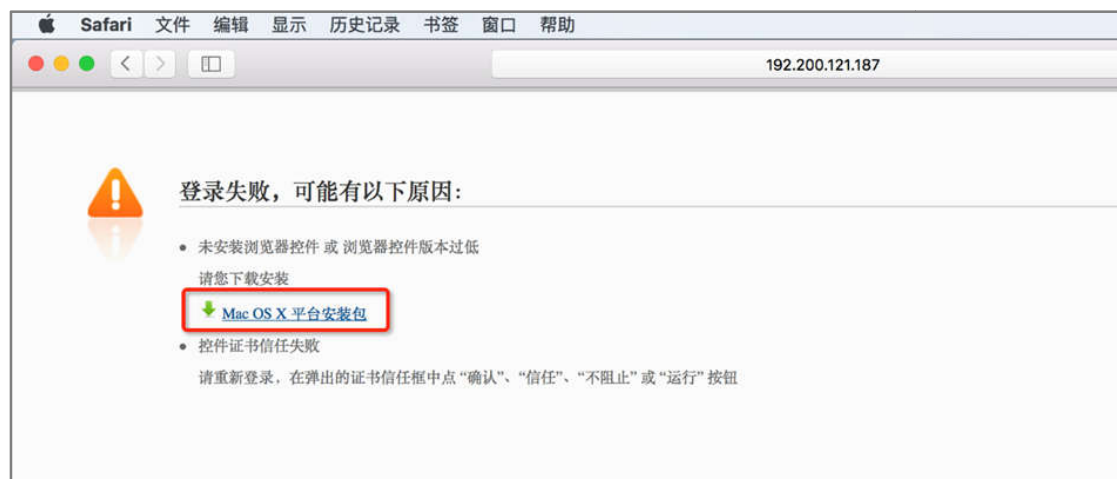 Safari 文件 编辑 显示 历史记录 书签 窗口 帮助
192.200.121.187
登录失败，可能有以下原因：
• 未安装浏览器控件 或 浏览器控件版本过低
请您下载安装
Mac OS X 平台安装包
• 控件证书信任失败
请重新登录，在弹出的证书信任框中点 “确认”、“信任”、“不阻止” 或 “运行” 按钮